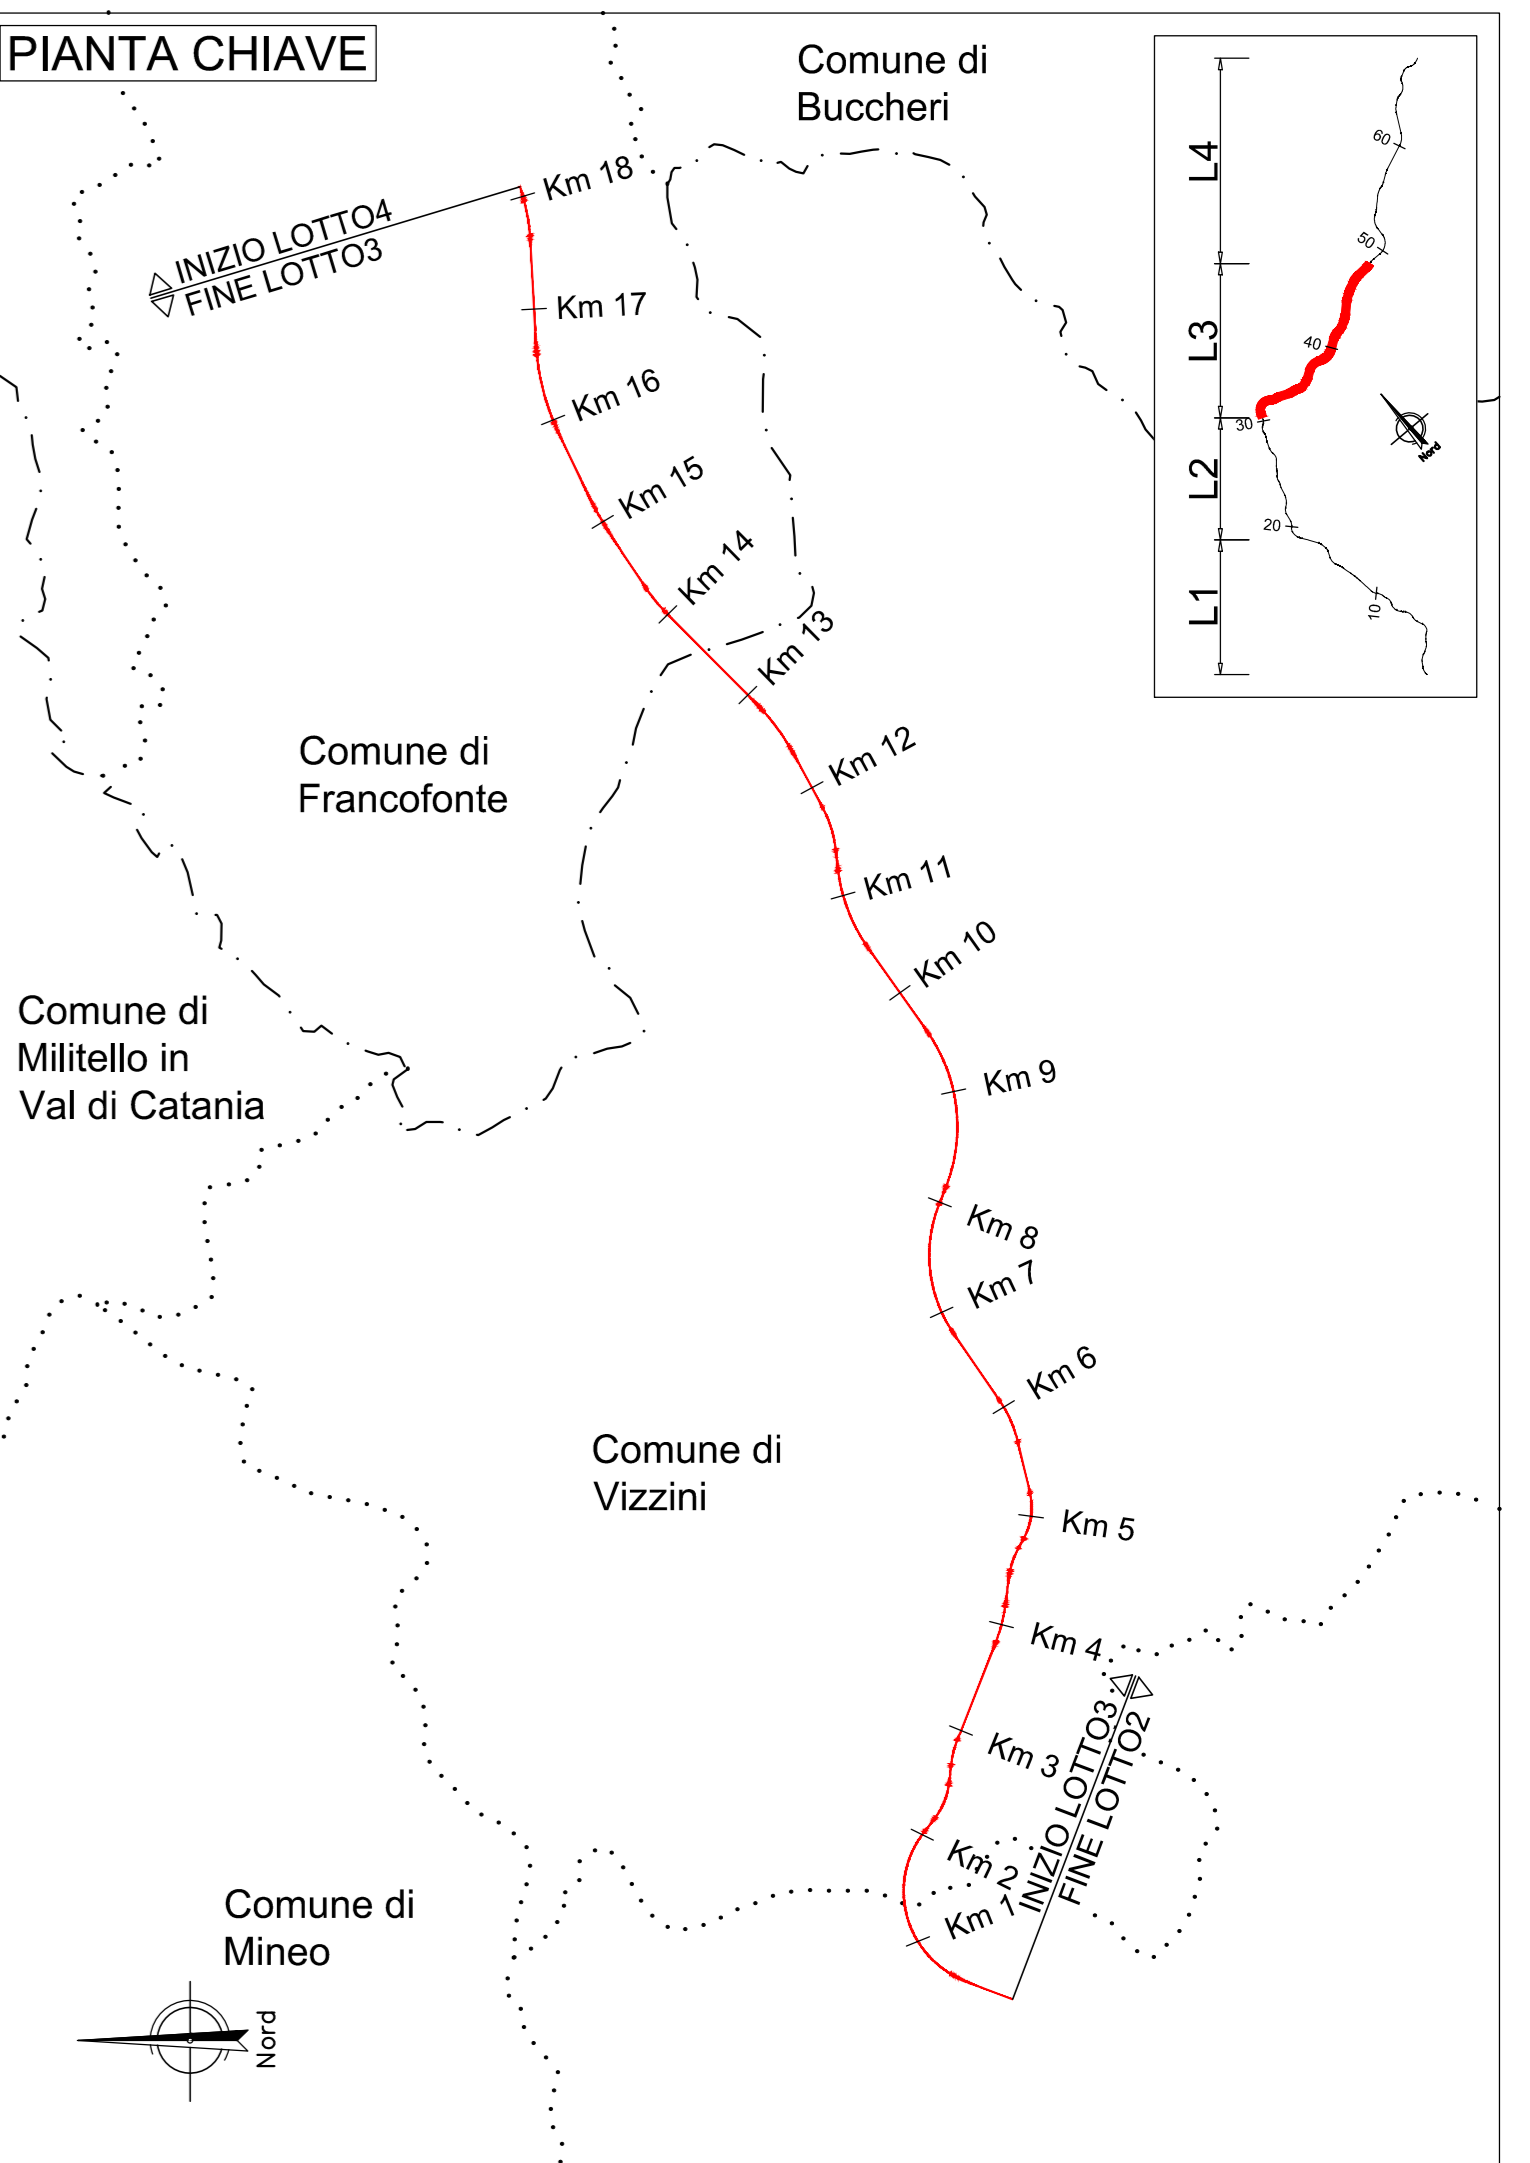 PIANTA CHIAVE
Comune di
Buccheri
Km 18
INIZIO LOTTO4
FINE LOTTO3
Km 17
Km 16
Km 15
Km 14
Km 13
Km 12
Km 11
Km 10
Km 9
Km 8
Km 7
Km 6
Km 5
Km 4
Km 3
Km 2
Km 1
INIZIO LOTTO3
FINE LOTTO2
Comune di
Francofonte
Comune di
Militello in
Val di Catania
Comune di
Vizzini
Comune di
Mineo
Nord
L4
L3
L2
L1
60
50
40
30
20
10
Nord